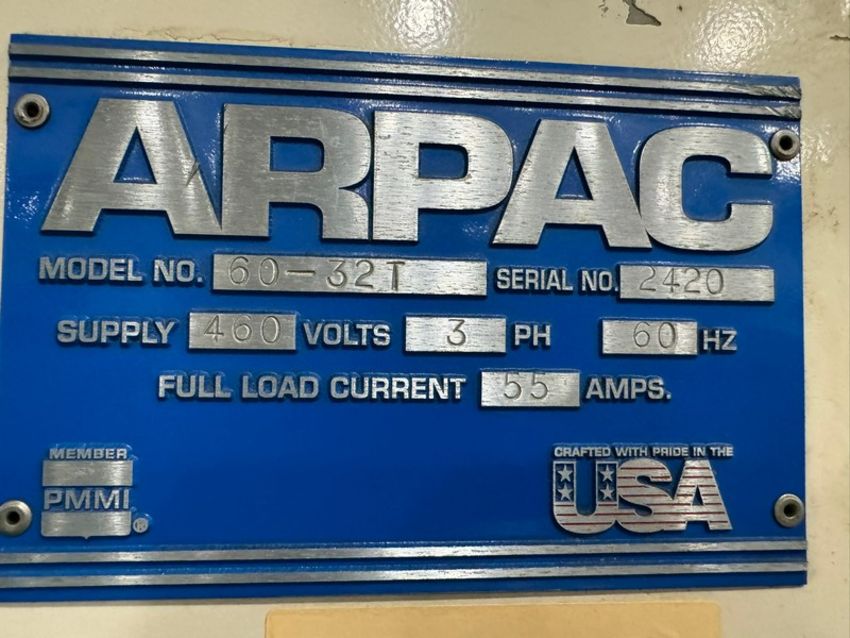 ARPAC
MODEL NO. 60-32T SERIAL NO. 2420
SUPPLY 460 VOLTS 3 PH 60 HZ
FULL LOAD CURRENT 55 AMPS.
MEMBER
PMMI ®
CRAFTED WITH PRIDE IN THE
USA